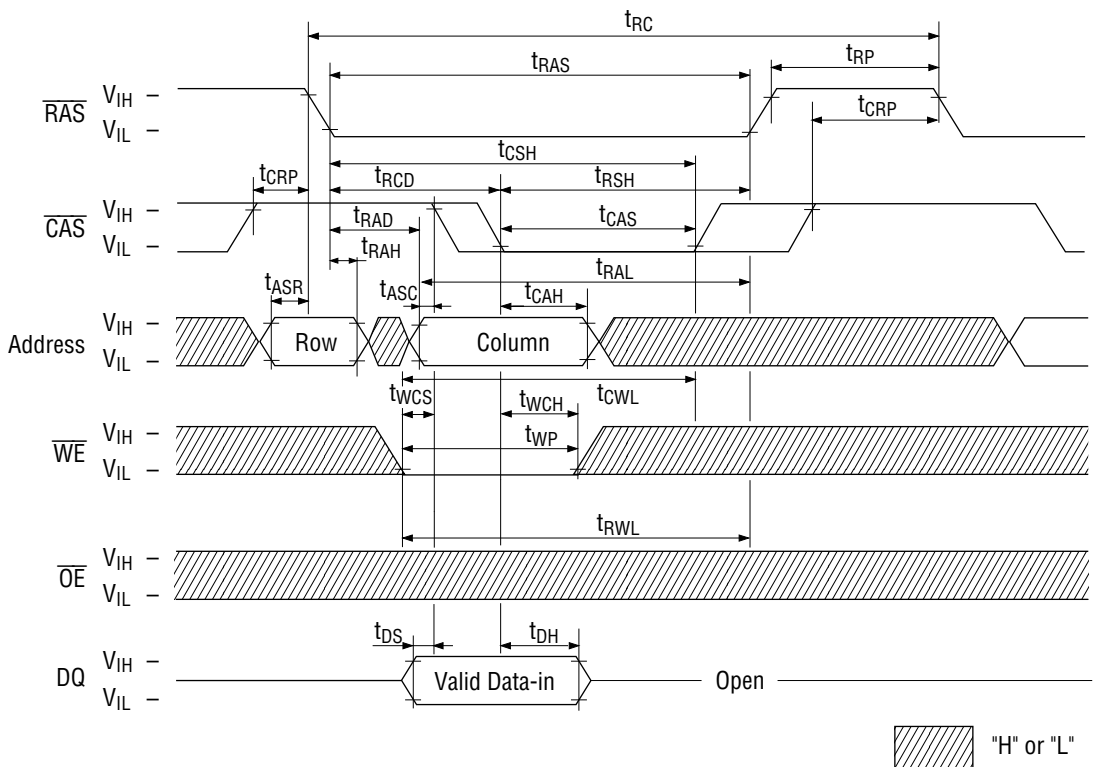 tRC
tRAS
tRP
RAS
VIH –
VIL –
tCRP
tCSH
tCRP
tRCD
tRSH
CAS
VIH –
VIL –
tRAD
tCAS
tRAH
tRAL
tASR
tASC
tCAH
Address
VIH –
VIL –
Row
Column
tWCS
tCWL
tWCH
WE
VIH –
VIL –
tWP
tRWL
OE
VIH –
VIL –
tDS
tDH
DQ
VIH –
VIL –
Valid Data-in
Open
"H" or "L"